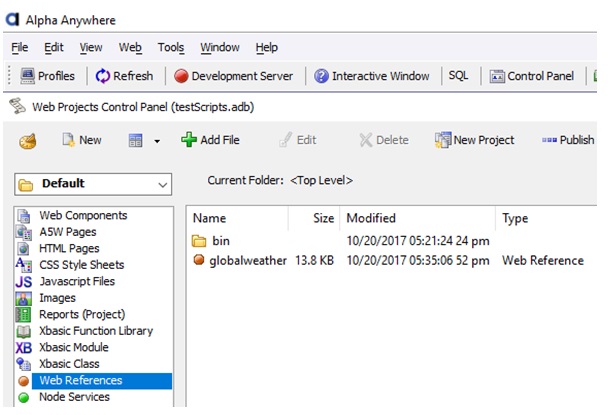 Alpha Anywhere
File Edit View Web Tools Window Help
Profiles Refresh Development Server Interactive Window SQL Control Panel
Web Projects Control Panel (testScripts.adb)
New Add File Edit Delete New Project Publish
Default Current Folder: <Top Level>
Name Size Modified Type
bin 10/20/2017 05:21:24 24 pm
globalweather 13.8 KB 10/20/2017 05:35:06 52 pm Web Reference
Web Components
A5W Pages
HTML Pages
CSS Style Sheets
JS Javascript Files
Images
Reports (Project)
Xbasic Function Library
XB Xbasic Module
Xbasic Class
Web References
Node Services